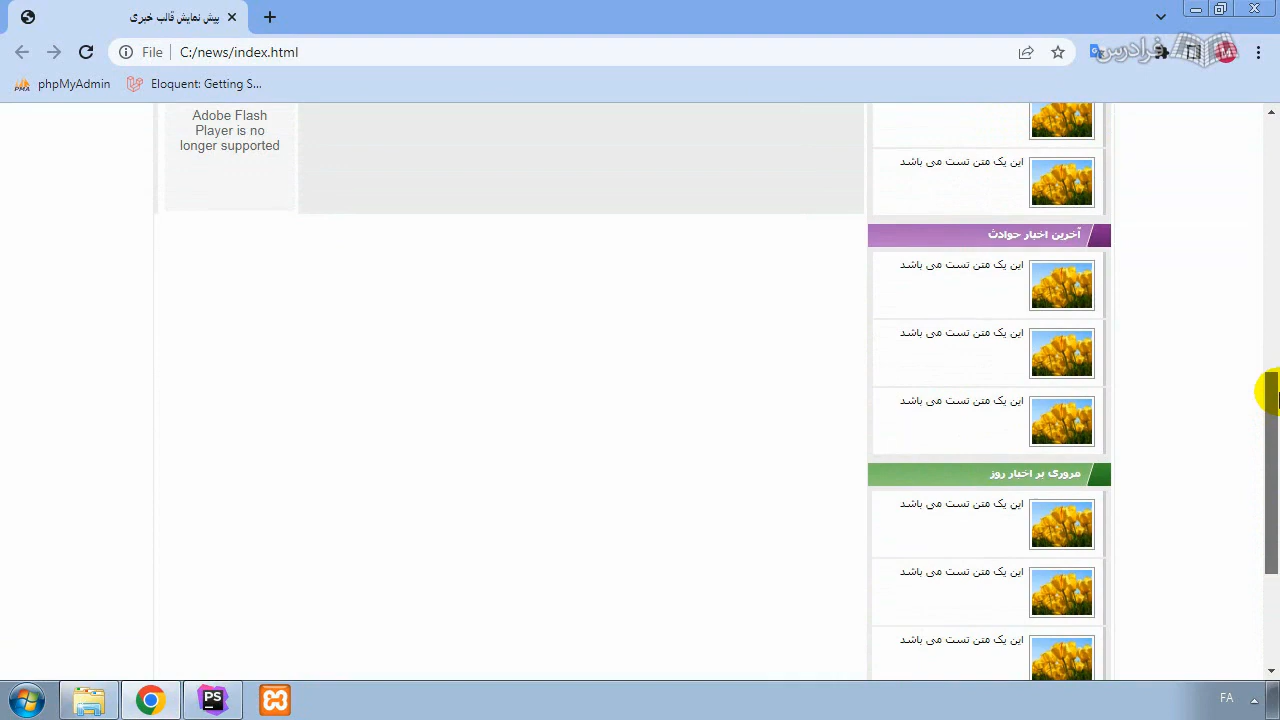 پیش نمایش قالب خبری
File
C:/news/index.html
فرادرس
M
phpMyAdmin
Eloquent: Getting S...
Adobe Flash
Player is no
longer supported
این یک متن تست می باشد
آخرین اخبار حوادث
این یک متن تست می باشد
این یک متن تست می باشد
این یک متن تست می باشد
مروری بر اخبار روز
این یک متن تست می باشد
این یک متن تست می باشد
این یک متن تست می باشد
PS
FA